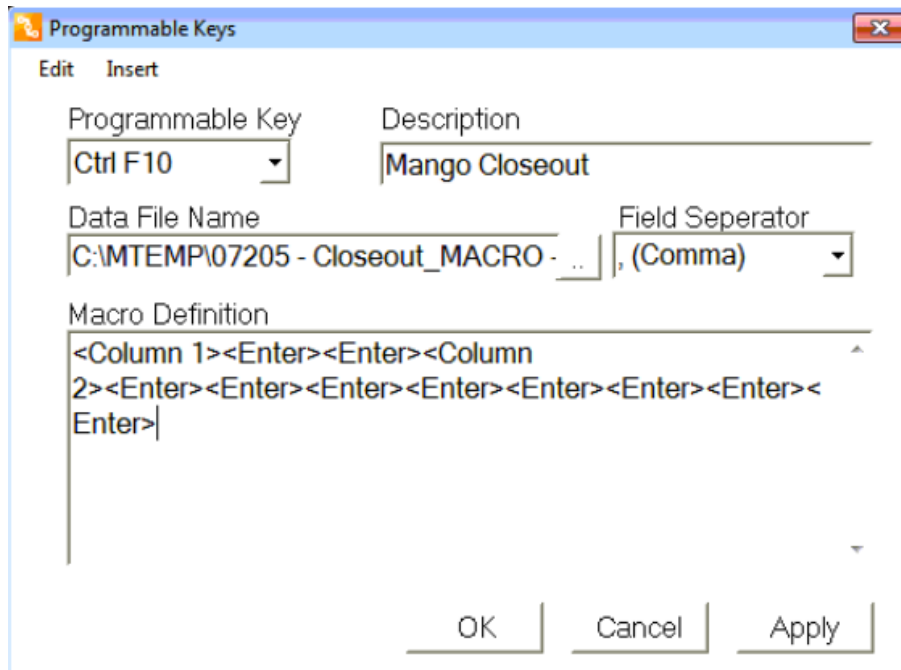 Programmable Keys
Edit Insert
Programmable Key Description
Ctrl F10 Mango Closeout
Data File Name Field Seperator
C:\MTEMP\07205 - Closeout_MACRO - .. , (Comma)
Macro Definition
<Column 1><Enter><Enter><Column
2><Enter><Enter><Enter><Enter><Enter><Enter><Enter><
Enter>
OK Cancel Apply